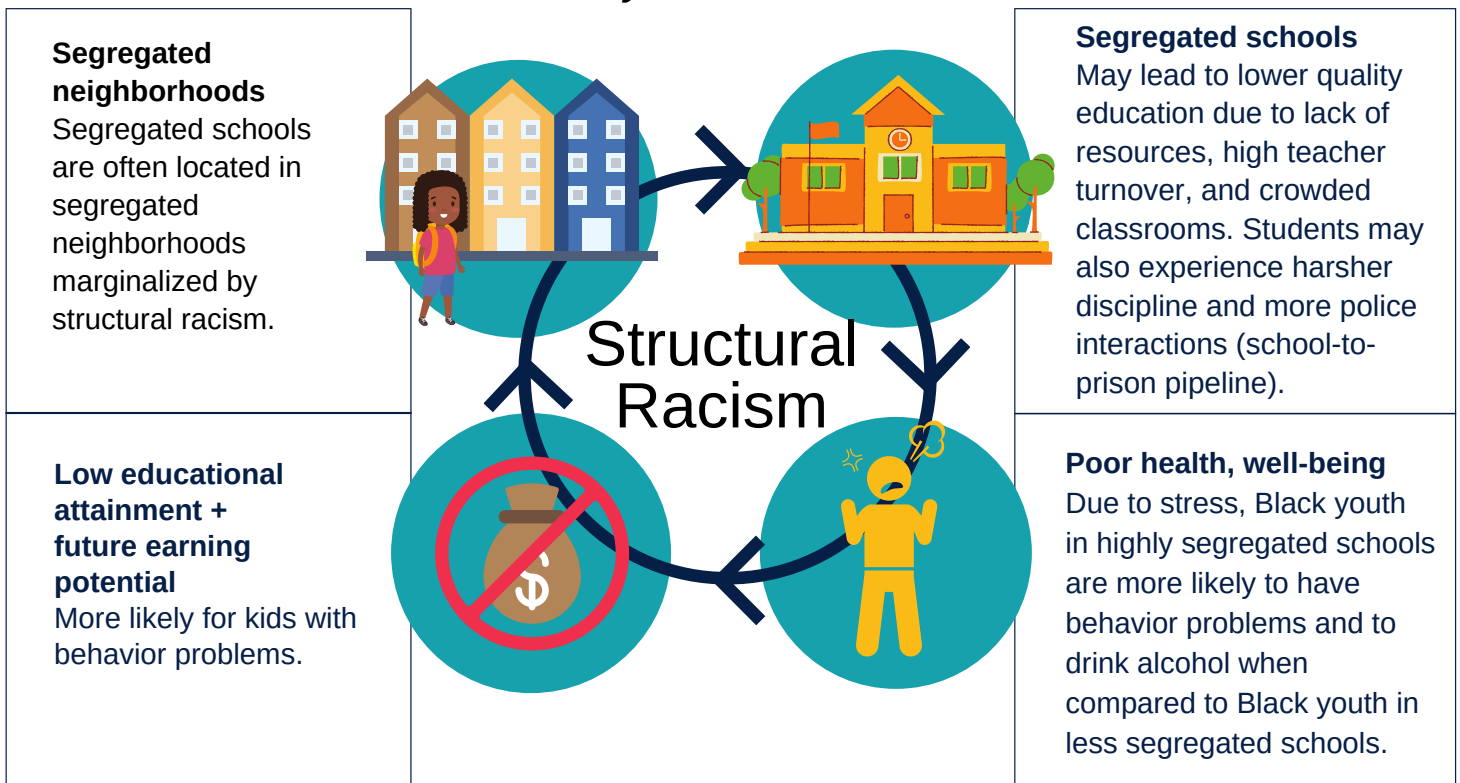 Segregated
neighborhoods
Segregated schools
are often located in
segregated
neighborhoods
marginalized by
structural racism.
Segregated schools
May lead to lower quality
education due to lack of
resources, high teacher
turnover, and crowded
classrooms. Students may
also experience harsher
discipline and more police
interactions (school-to-
prison pipeline).
Structural
Racism
Low educational
attainment +
future earning
potential
More likely for kids with
behavior problems.
$
Poor health, well-being
Due to stress, Black youth
in highly segregated schools
are more likely to have
behavior problems and to
drink alcohol when
compared to Black youth in
less segregated schools.